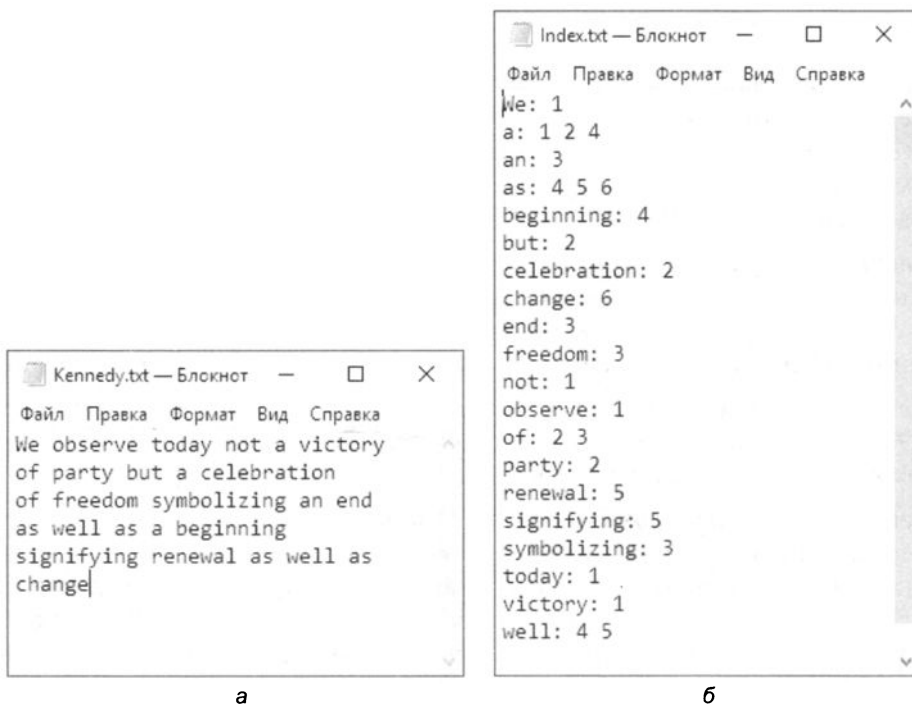 Kennedy.txt — Блокнот
Файл Правка Формат Вид Справка
We observe today not a victory
of party but a celebration
of freedom symbolizing an end
as well as a beginning
signifying renewal as well as
change
а
Index.txt — Блокнот
Файл Правка Формат Вид Справка
We: 1
a: 1 2 4
an: 3
as: 4 5 6
beginning: 4
but: 2
celebration: 2
change: 6
end: 3
freedom: 3
not: 1
observe: 1
of: 2 3
party: 2
renewal: 5
signifying: 5
symbolizing: 3
today: 1
victory: 1
well: 4 5
б